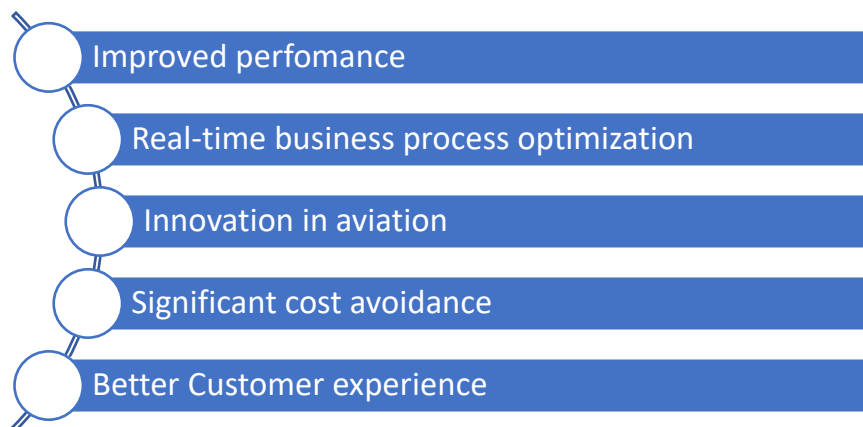 Improved perfomance
Real-time business process optimization
Innovation in aviation
Significant cost avoidance
Better Customer experience